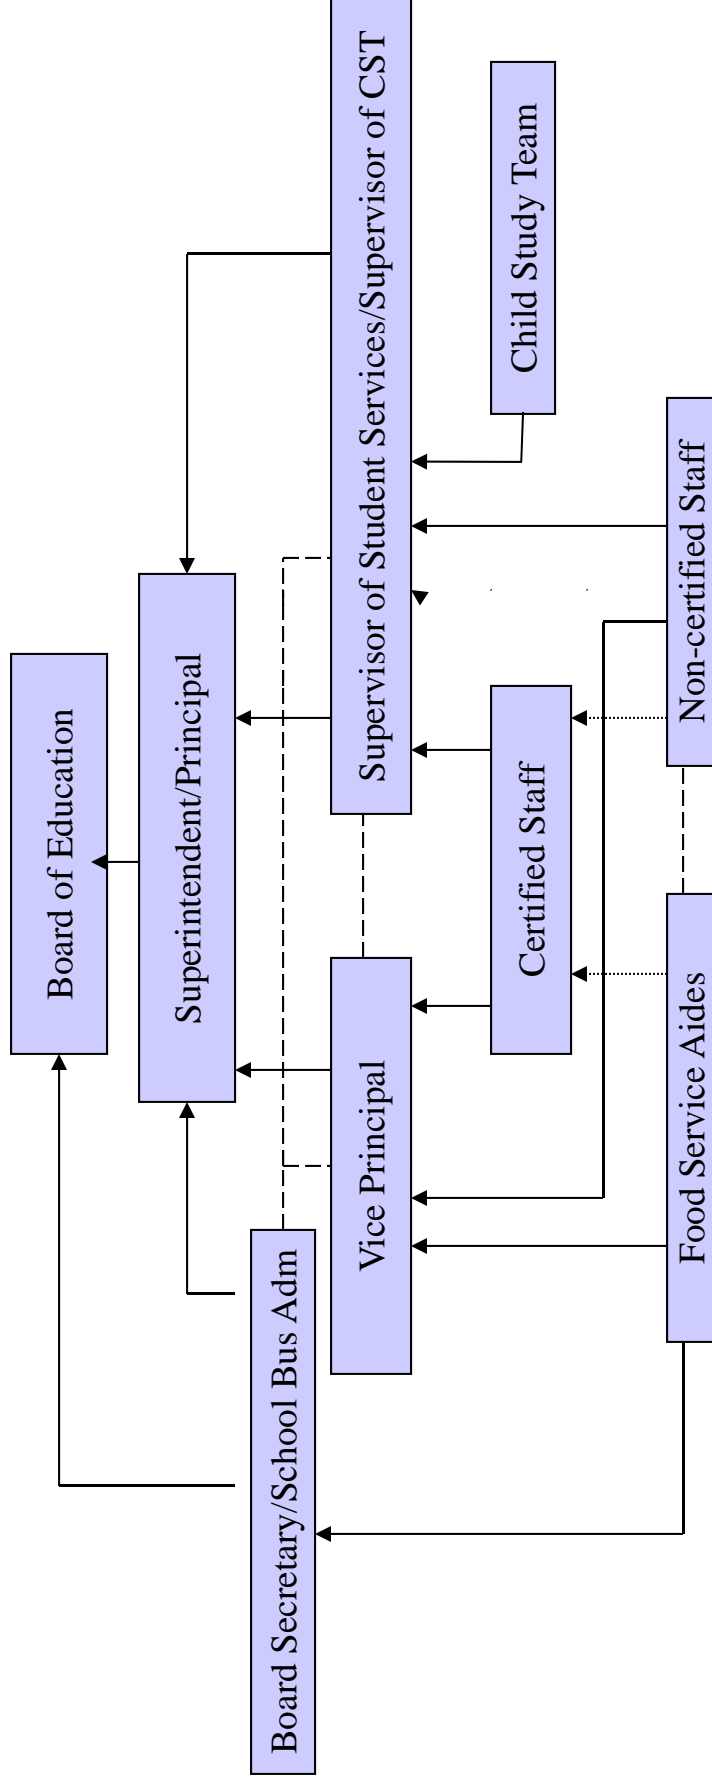 Board of Education
Superintendent/Principal
Board Secretary/School Bus Adm
Vice Principal
Supervisor of Student Services/Supervisor of CST
Certified Staff
Child Study Team
Food Service Aides
Non-certified Staff